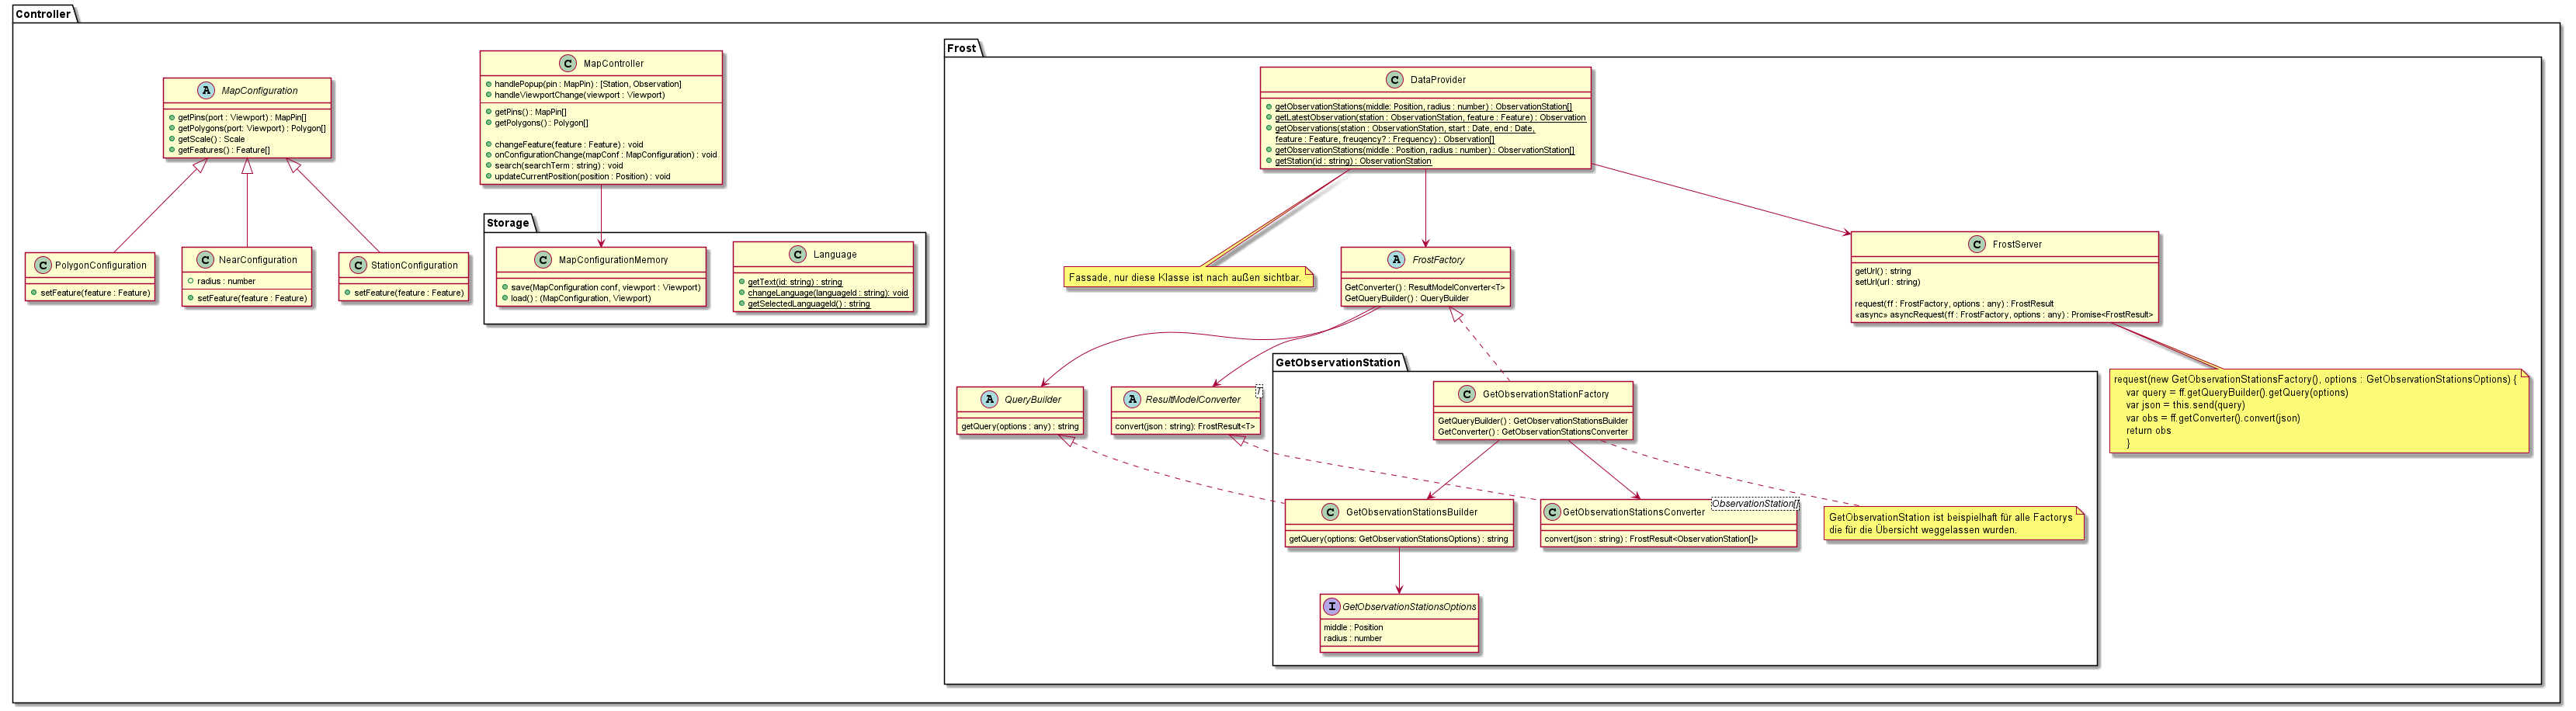 Controller
MapConfiguration
getPins(port : Viewport) : MapPin[]
getPolygons(port: Viewport) : Polygon[]
getScale() : Scale
getFeatures() : Feature[]
PolygonConfiguration
setFeature(feature : Feature)
NearConfiguration
radius : number
setFeature(feature : Feature)
StationConfiguration
setFeature(feature : Feature)
MapController
handlePopup(pin : MapPin) : [Station, Observation]
handleViewportChange(viewport : Viewport)
getPins() : MapPin[]
getPolygons() : Polygon[]
changeFeature(feature : Feature) : void
onConfigurationChange(mapConf : MapConfiguration) : void
search(searchTerm : string) : void
updateCurrentPosition(position : Position) : void
Storage
MapConfigurationMemory
save(MapConfiguration conf, viewport : Viewport)
load() : (MapConfiguration, Viewport)
Language
getText(id: string) : string
changeLanguage(languageId : string): void
getSelectedLanguageId() : string
Frost
DataProvider
getObservationStations(middle: Position, radius : number) : ObservationStation[]
getLatestObservation(station : ObservationStation, feature : Feature) : Observation
getObservations(station : ObservationStation, start : Date, end : Date,
feature : Feature, freuqency? : Frequency) : Observation[]
getObservationStations(middle : Position, radius : number) : ObservationStation[]
getStation(id : string) : ObservationStation
Fassade, nur diese Klasse ist nach außen sichtbar.
FrostFactory
GetConverter() : ResultModelConverter<T>
GetQueryBuilder() : QueryBuilder
FrostServer
getUrl() : string
setUrl(url : string)
request(ff : FrostFactory, options : any) : FrostResult
«async» asyncRequest(ff : FrostFactory, options : any) : Promise<FrostResult>
request(new GetObservationStationsFactory(), options : GetObservationStationsOptions) {
var query = ff.getQueryBuilder().getQuery(options)
var json = this.send(query)
var obs = ff.getConverter().convert(json)
return obs
}
QueryBuilder
getQuery(options : any) : string
ResultModelConverter
T
convert(json : string): FrostResult<T>
GetObservationStation
GetObservationStationFactory
GetQueryBuilder() : GetObservationStationsBuilder
GetConverter() : GetObservationStationsConverter
GetObservationStationsBuilder
getQuery(options: GetObservationStationsOptions) : string
GetObservationStationsConverter
ObservationStation[]
convert(json : string) : FrostResult<ObservationStation[]>
GetObservationStation ist beispielhaft für alle Factorys
die für die Übersicht weggelassen wurden.
GetObservationStationsOptions
middle : Position
radius : number